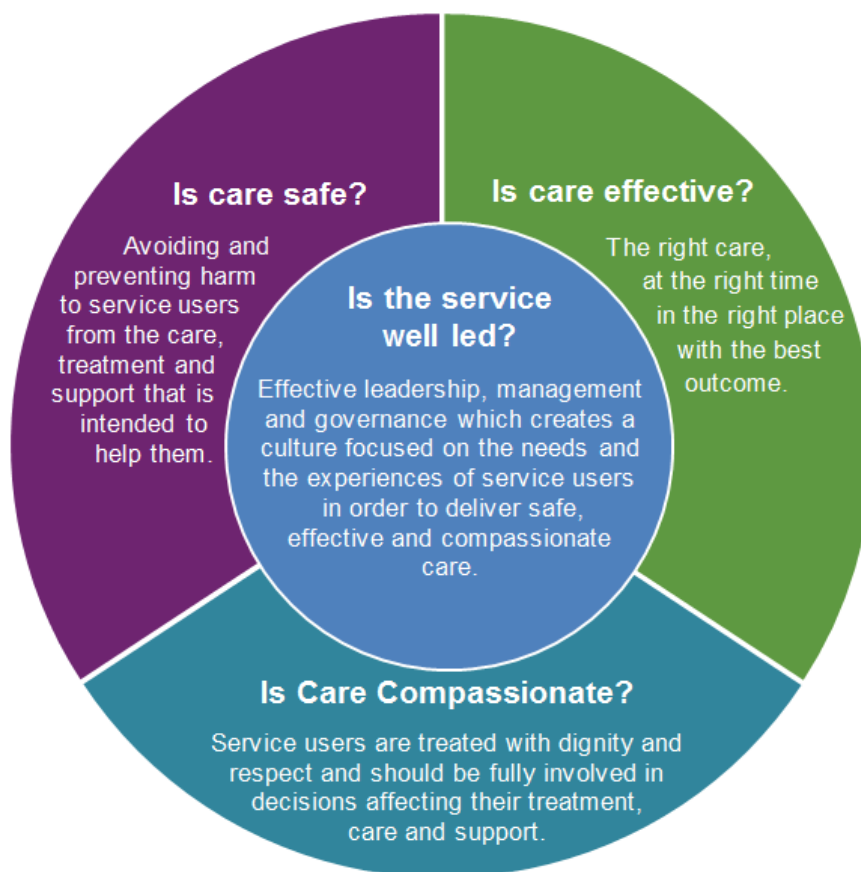 Is care safe?
Avoiding and
preventing harm
to service users
from the care,
treatment and
support that is
intended to
help them.
Is care effective?
The right care,
at the right time
in the right place
with the best
outcome.
Is the service
well led?
Effective leadership, management
and governance which creates a
culture focused on the needs and
the experiences of service users
in order to deliver safe,
effective and compassionate
care.
Is Care Compassionate?
Service users are treated with dignity and
respect and should be fully involved in
decisions affecting their treatment,
care and support.